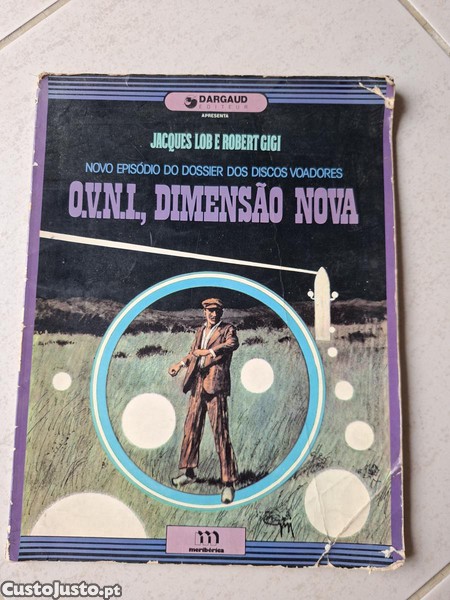 DARGAUD
EDITEUR
APRESENTA
JACQUES LOB E ROBERT GIGI
NOVO EPISÓDIO DO DOSSIER DOS DISCOS VOADORES
O.V.N.I., DIMENSÃO NOVA
m
meribérica
CustoJusto.pt